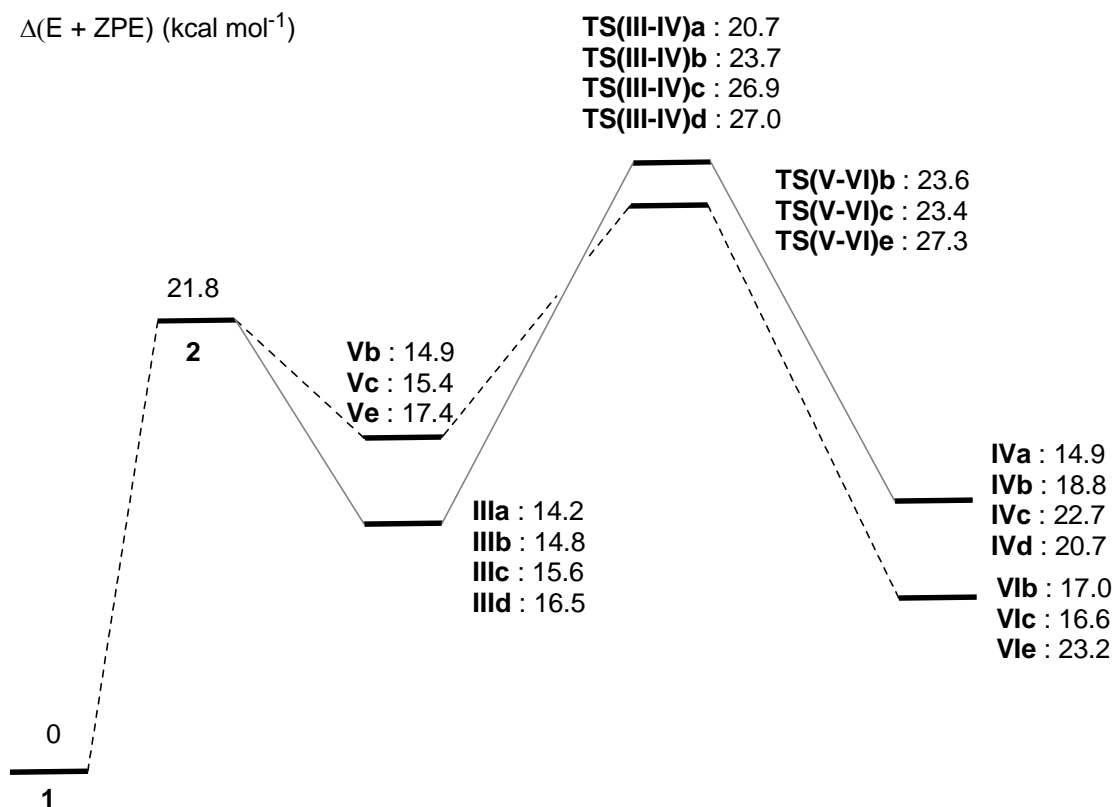 Δ(E + ZPE) (kcal mol-1)
TS(III-IV)a : 20.7
TS(III-IV)b : 23.7
TS(III-IV)c : 26.9
TS(III-IV)d : 27.0
TS(V-VI)b : 23.6
TS(V-VI)c : 23.4
TS(V-VI)e : 27.3
21.8
2
Vb : 14.9
Vc : 15.4
Ve : 17.4
IIIa : 14.2
IIIb : 14.8
IIIc : 15.6
IIId : 16.5
IVa : 14.9
IVb : 18.8
IVc : 22.7
IVd : 20.7
VIb : 17.0
VIc : 16.6
VIe : 23.2
0
1